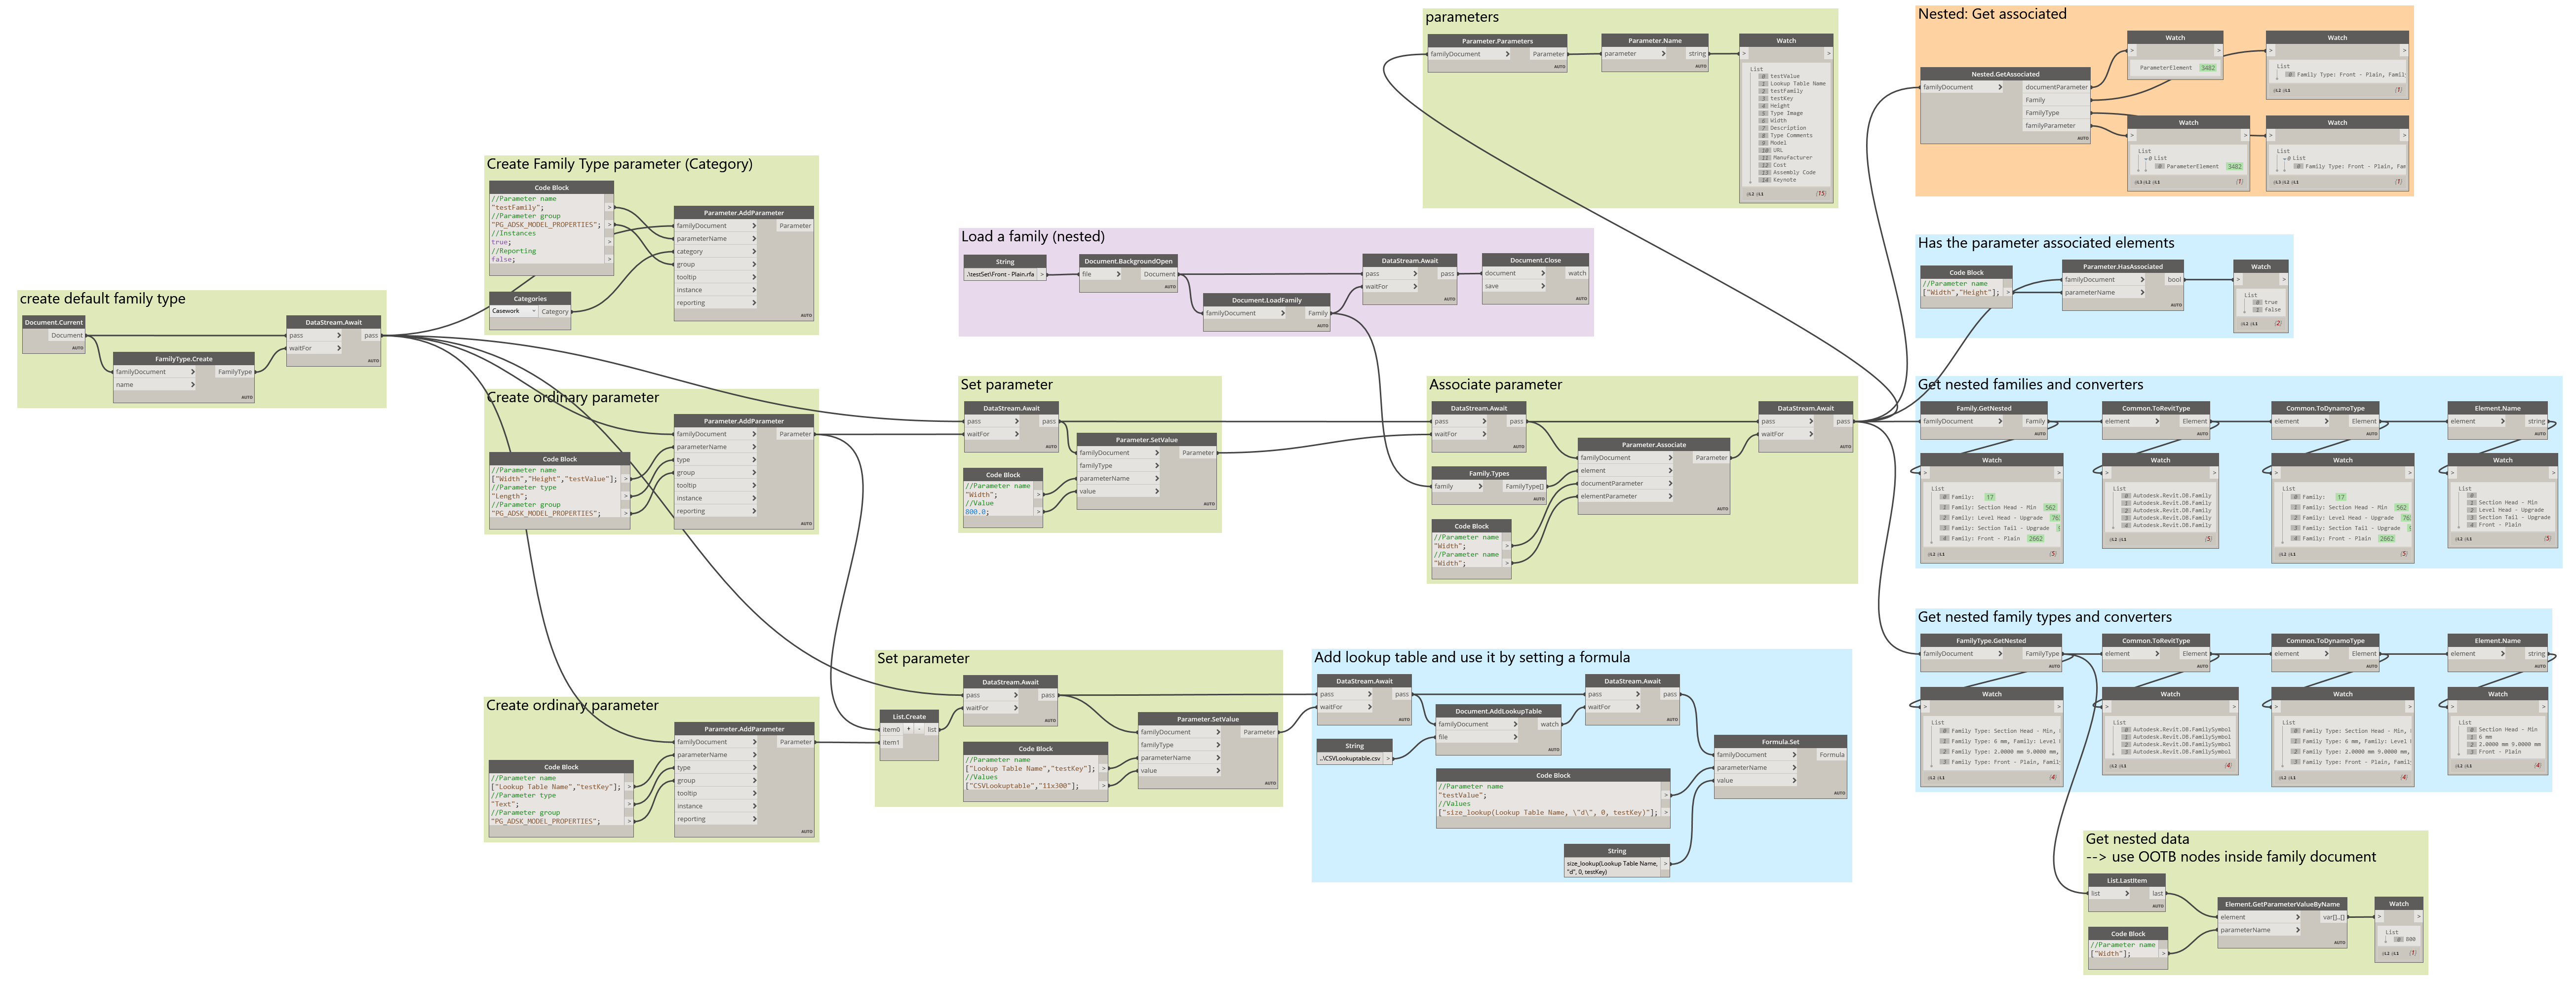 create default family type
Document.Current
Document
AUTO
FamilyType.Create
familyDocument
FamilyType
name
AUTO
DataStream.Await
pass
pass
waitFor
AUTO
Create Family Type parameter (Category)
Code Block
//Parameter name
"testFamily";
//Parameter group
"PG_ADSK_MODEL_PROPERTIES";
//Instances
true;
//Reporting
false;
Categories
Casework
Category
AUTO
Parameter.AddParameter
familyDocument
Parameter
parameterName
category
group
tooltip
instance
reporting
AUTO
Create ordinary parameter
Code Block
//Parameter name
["Width","Height","testValue"];
//Parameter type
"Length";
//Parameter group
"PG_ADSK_MODEL_PROPERTIES";
Parameter.AddParameter
familyDocument
Parameter
parameterName
type
group
tooltip
instance
reporting
AUTO
Create ordinary parameter
Code Block
//Parameter name
["Lookup Table Name","testKey"];
//Parameter type
"Text";
//Parameter group
"PG_ADSK_MODEL_PROPERTIES";
Parameter.AddParameter
familyDocument
Parameter
parameterName
type
group
tooltip
instance
reporting
AUTO
Load a family (nested)
String
.\testSet\Front - Plain.rfa
Document.BackgroundOpen
file
Document
AUTO
Document.LoadFamily
familyDocument
Family
AUTO
DataStream.Await
pass
pass
waitFor
AUTO
Document.Close
document
watch
save
AUTO
Set parameter
DataStream.Await
pass
pass
waitFor
AUTO
Code Block
//Parameter name
"Width";
//Value
800.0;
Parameter.SetValue
familyDocument
Parameter
familyType
parameterName
value
AUTO
Set parameter
List.Create
item0
+
-
list
item1
AUTO
DataStream.Await
pass
pass
waitFor
AUTO
Code Block
//Parameter name
["Lookup Table Name","testKey"];
//Values
["CSVLookuptable","11x300"];
Parameter.SetValue
familyDocument
Parameter
familyType
parameterName
value
AUTO
Add lookup table and use it by setting a formula
DataStream.Await
pass
pass
waitFor
AUTO
String
.\CSVLookuptable.csv
Document.AddLookupTable
familyDocument
watch
file
AUTO
DataStream.Await
pass
pass
waitFor
AUTO
Code Block
//Parameter name
"testValue";
//Values
["size_lookup(Lookup Table Name, \"d\", 0, testKey)"];
String
size_lookup(Lookup Table Name,
"d", 0, testKey)
Formula.Set
familyDocument
Formula
parameterName
value
AUTO
parameters
Parameter.Parameters
familyDocument
Parameter
AUTO
Parameter.Name
parameter
string
AUTO
Watch
List
0 testValue
1 Lookup Table Name
2 testFamily
3 testKey
4 Height
5 Type Image
6 Width
7 Description
8 Type Comments
9 Model
10 URL
11 Manufacturer
12 Cost
13 Assembly Code
14 Keynote
@L2 @L1
{15}
Associate parameter
DataStream.Await
pass
pass
waitFor
AUTO
Family.Types
family
FamilyType[]
AUTO
Code Block
//Parameter name
"Width";
//Parameter name
"Width";
Parameter.Associate
familyDocument
Parameter
element
documentParameter
elementParameter
AUTO
DataStream.Await
pass
pass
waitFor
AUTO
Nested: Get associated
Nested.GetAssociated
familyDocument
documentParameter
Family
FamilyType
familyParameter
AUTO
Watch
ParameterElement 3482
Watch
List
0 Family Type: Front - Plain, Famil
@L2 @L1
{1}
Watch
List
0 List
0 ParameterElement 3482
@L3 @L2 @L1
{1}
Watch
List
0 List
0 Family Type: Front - Plain, Fam
@L3 @L2 @L1
{1}
Has the parameter associated elements
Code Block
//Parameter name
["Width","Height"];
Parameter.HasAssociated
familyDocument
bool
parameterName
AUTO
Watch
List
0 true
1 false
@L2 @L1
{2}
Get nested families and converters
Family.GetNested
familyDocument
Family
AUTO
Common.ToRevitType
element
Element
AUTO
Common.ToDynamoType
element
Element
AUTO
Element.Name
element
string
AUTO
Watch
List
0 Family: 17
1 Family: Section Head - Min 562
2 Family: Level Head - Upgrade 76
3 Family: Section Tail - Upgrade
4 Family: Front - Plain 2662
@L2 @L1
{5}
Watch
List
0 Autodesk.Revit.DB.Family
1 Autodesk.Revit.DB.Family
2 Autodesk.Revit.DB.Family
3 Autodesk.Revit.DB.Family
4 Autodesk.Revit.DB.Family
@L2 @L1
{5}
Watch
List
0 Family: 17
1 Family: Section Head - Min 562
2 Family: Level Head - Upgrade 76
3 Family: Section Tail - Upgrade
4 Family: Front - Plain 2662
@L2 @L1
{5}
Watch
List
0
1 Section Head - Min
2 Level Head - Upgrade
3 Section Tail - Upgrade
4 Front - Plain
@L2 @L1
{5}
Get nested family types and converters
FamilyType.GetNested
familyDocument
FamilyType
AUTO
Common.ToRevitType
element
Element
AUTO
Common.ToDynamoType
element
Element
AUTO
Element.Name
element
string
AUTO
Watch
List
0 Family Type: Section Head - Min,
1 Family Type: 6 mm, Family: Level
2 Family Type: 2.0000 mm 9.0000 mm,
3 Family Type: Front - Plain, Famil
@L2 @L1
{4}
Watch
List
0 Autodesk.Revit.DB.FamilySymbol
1 Autodesk.Revit.DB.FamilySymbol
2 Autodesk.Revit.DB.FamilySymbol
3 Autodesk.Revit.DB.FamilySymbol
@L2 @L1
{4}
Watch
List
0 Family Type: Section Head - Min,
1 Family Type: 6 mm, Family: Level
2 Family Type: 2.0000 mm 9.0000 mm,
3 Family Type: Front - Plain, Famil
@L2 @L1
{4}
Watch
List
0 Section Head - Min
1 6 mm
2 2.0000 mm 9.0000 mm
3 Front - Plain
@L2 @L1
{4}
Get nested data
--> use OOTB nodes inside family document
List.LastItem
list
last
AUTO
Code Block
//Parameter name
["Width"];
Element.GetParameterValueByName
element
var[]..[]
parameterName
AUTO
Watch
List
0 800
@L2 @L1
{1}